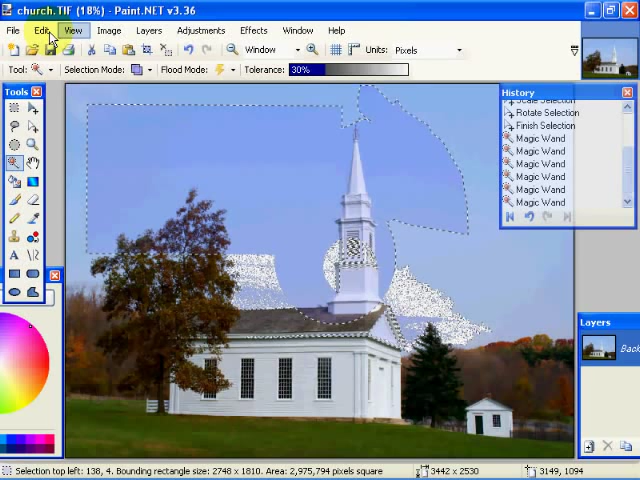 church.TIF (18%) - Paint.NET v3.36
File Edit View Image Layers Adjustments Effects Window Help
Window Units: Pixels
Tool: Selection Mode: Flood Mode: Tolerance: 30%
Tools
History
Scale Selection
Rotate Selection
Finish Selection
Magic Wand
Magic Wand
Magic Wand
Magic Wand
Magic Wand
Magic Wand
Layers
Back
Selection top left: 138, 4. Bounding rectangle size: 2748 x 1810. Area: 2,975,794 pixels square 3442 x 2530 3149, 1094